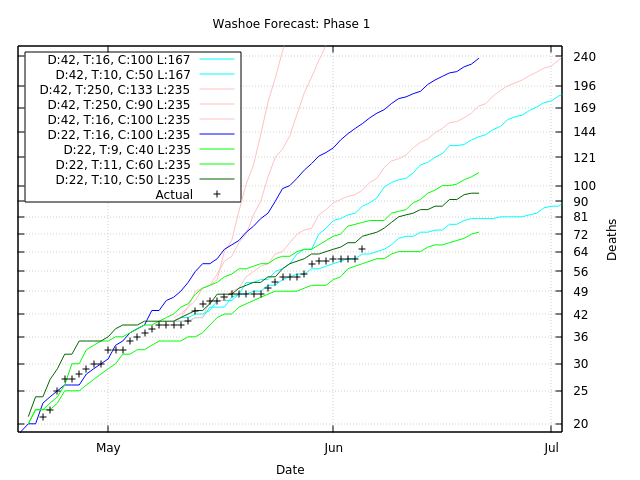 Washoe Forecast: Phase 1
D:42, T:16, C:100 L:167
D:42, T:10, C:50 L:167
D:42, T:250, C:133 L:235
D:42, T:250, C:90 L:235
D:42, T:16, C:100 L:235
D:22, T:16, C:100 L:235
D:22, T:9, C:40 L:235
D:22, T:11, C:60 L:235
D:22, T:10, C:50 L:235
Actual
240
196
169
144
121
100
90
81
72
64
56
49
42
36
30
25
20
Deaths
May
Jun
Jul
Date